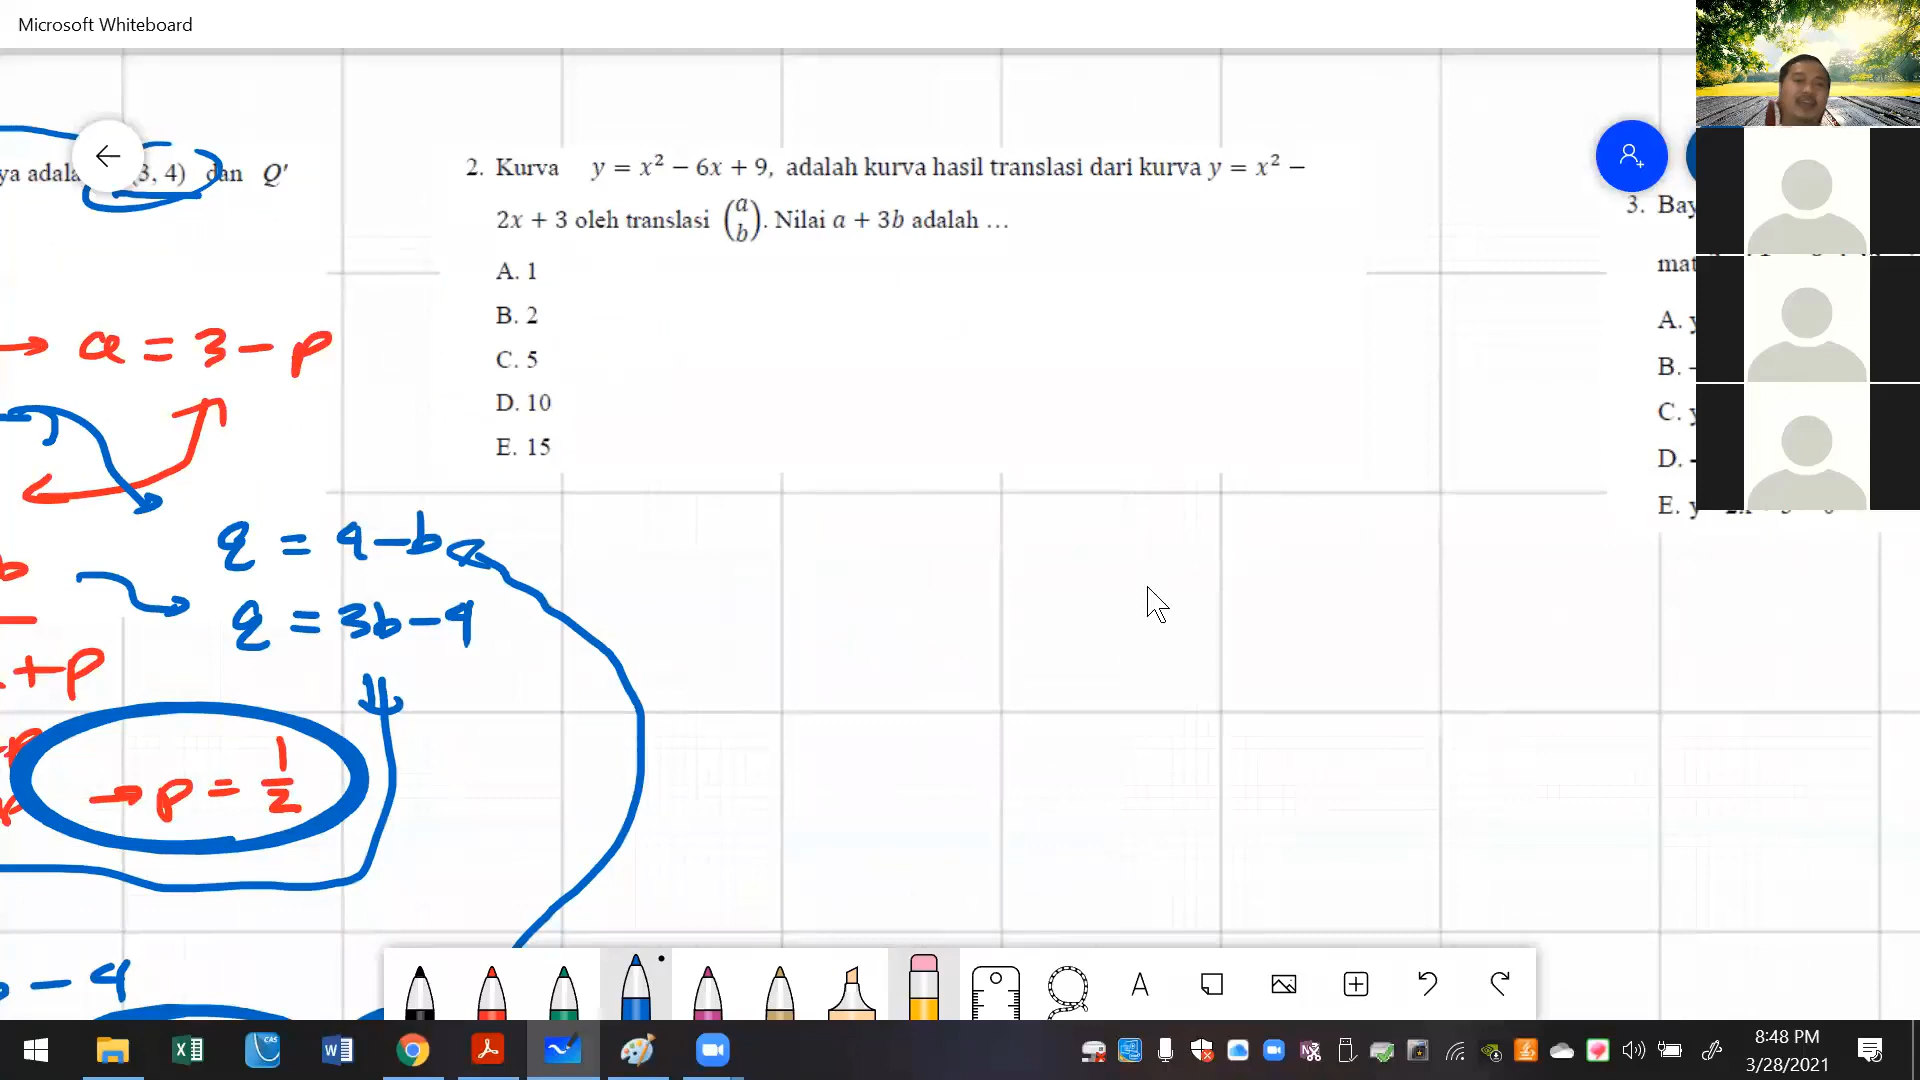 Microsoft Whiteboard
ya adala (3, 4) dan Q′
2. Kurva y = x² − 6x + 9, adalah kurva hasil translasi dari kurva y = x² −
2x + 3 oleh translasi (a b). Nilai a + 3b adalah …
A. 1
B. 2
C. 5
D. 10
E. 15
→ a = 3 − p
q = 4 − b
q = 3b − 4
+ p
→ p = 1/2
− 4
3. Bay
mat
A. y
B. -
C. y
D. -
E. y
A
CAS
8:48 PM
3/28/2021